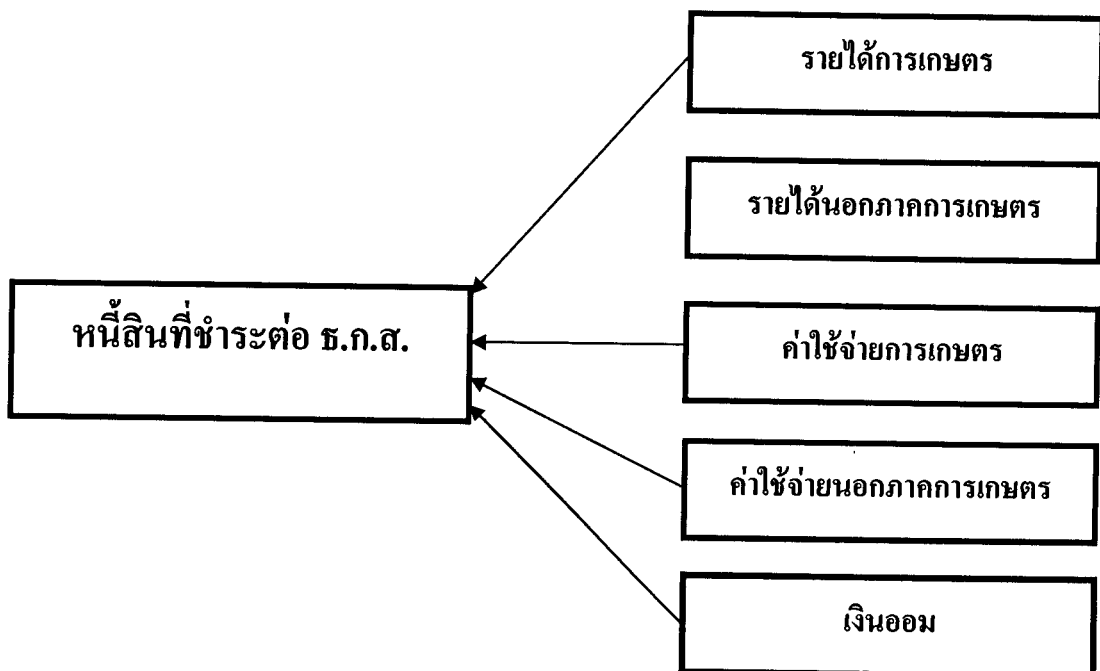 รายได้การเกษตร
รายได้นอกภาคการเกษตร
หนี้สินที่ชำระต่อ ธ.ก.ส.
ค่าใช้จ่ายการเกษตร
ค่าใช้จ่ายนอกภาคการเกษตร
เงินออม